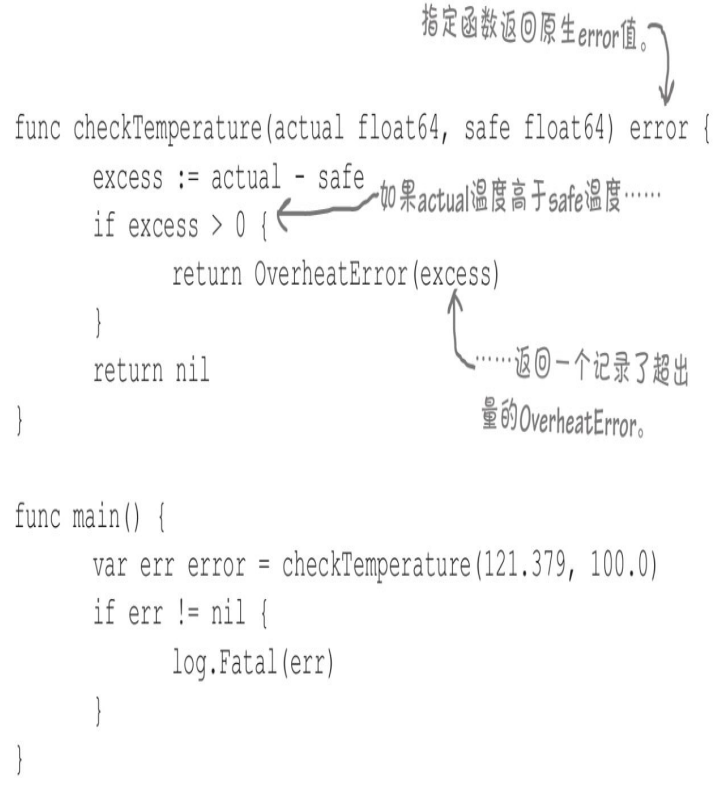 指定函数返回原生error值。
func checkTemperature(actual float64, safe float64) error {
excess := actual - safe
如果actual温度高于safe温度……
if excess > 0 {
return OverheatError(excess)
}
……返回一个记录了超出
return nil
量的OverheatError。
}
func main() {
var err error = checkTemperature(121.379, 100.0)
if err != nil {
log.Fatal(err)
}
}